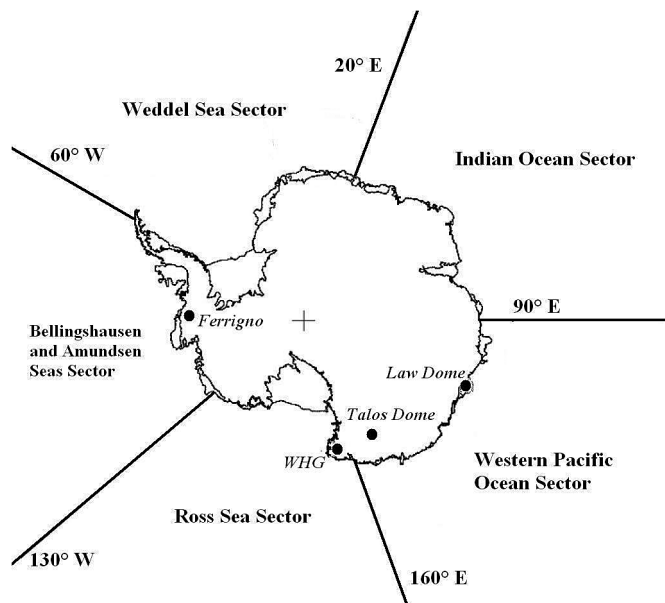 20° E
Weddel Sea Sector
60° W
Indian Ocean Sector
90° E
Ferrigno
Bellingshausen
and Amundsen
Seas Sector
Law Dome
Talos Dome
WHG
Western Pacific
Ocean Sector
Ross Sea Sector
130° W
160° E